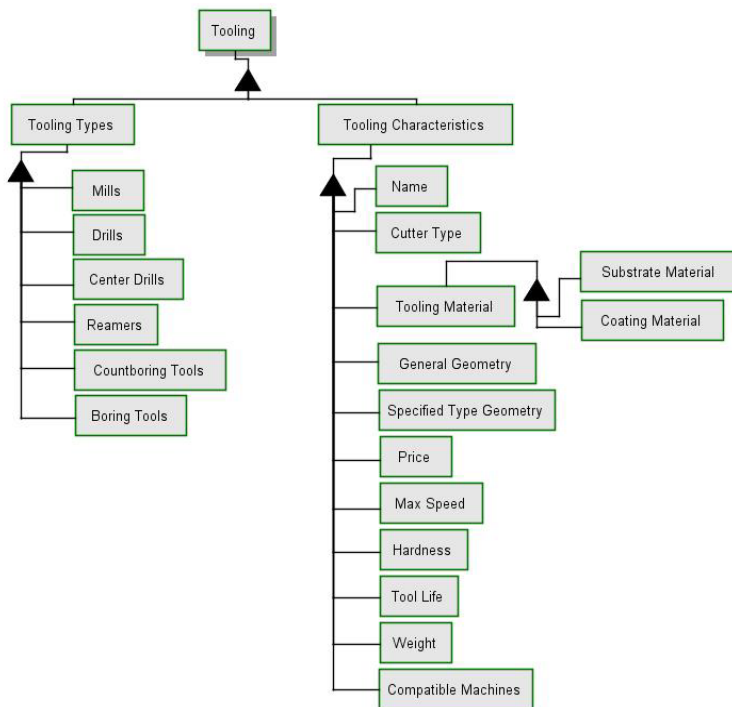 Tooling
Tooling Types
Tooling Characteristics
Mills
Drills
Center Drills
Reamers
Countboring Tools
Boring Tools
Name
Cutter Type
Tooling Material
Substrate Material
Coating Material
General Geometry
Specified Type Geometry
Price
Max Speed
Hardness
Tool Life
Weight
Compatible Machines